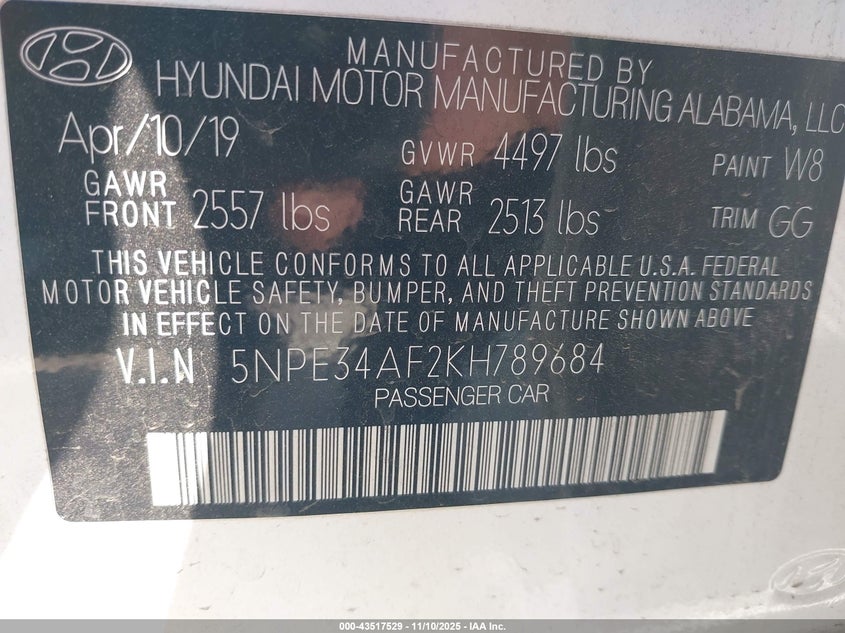 MANUFACTURED BY
HYUNDAI MOTOR MANUFACTURING ALABAMA, LLC
Apr/10/19 GVWR 4497 lbs PAINT W8
GAWR FRONT 2557 lbs GAWR REAR 2513 lbs TRIM GG
THIS VEHICLE CONFORMS TO ALL APPLICABLE U.S.A. FEDERAL
MOTOR VEHICLE SAFETY, BUMPER, AND THEFT PREVENTION STANDARDS
IN EFFECT ON THE DATE OF MANUFACTURE SHOWN ABOVE
V.I.N 5NPE34AF2KH789684
PASSENGER CAR
000-43517529 - 11/10/2025 - IAA Inc.